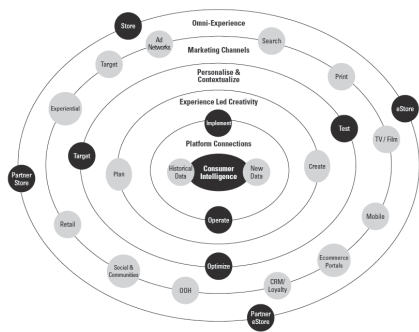 Omni-Experience
Store
Ad
Networks
Search
Marketing Channels
Target
Print
Personalise &
Contextualize
Experiential
eStore
Experience Led Creativity
Implement
Test
TV / Film
Platform Connections
Target
Partner
Store
Plan
Historical
Data
Consumer
Intelligence
New
Data
Create
Operate
Mobile
Retail
Social &
Communities
Optimize
Ecommerce
Portals
OOH
CRM/
Loyalty
Partner
eStore